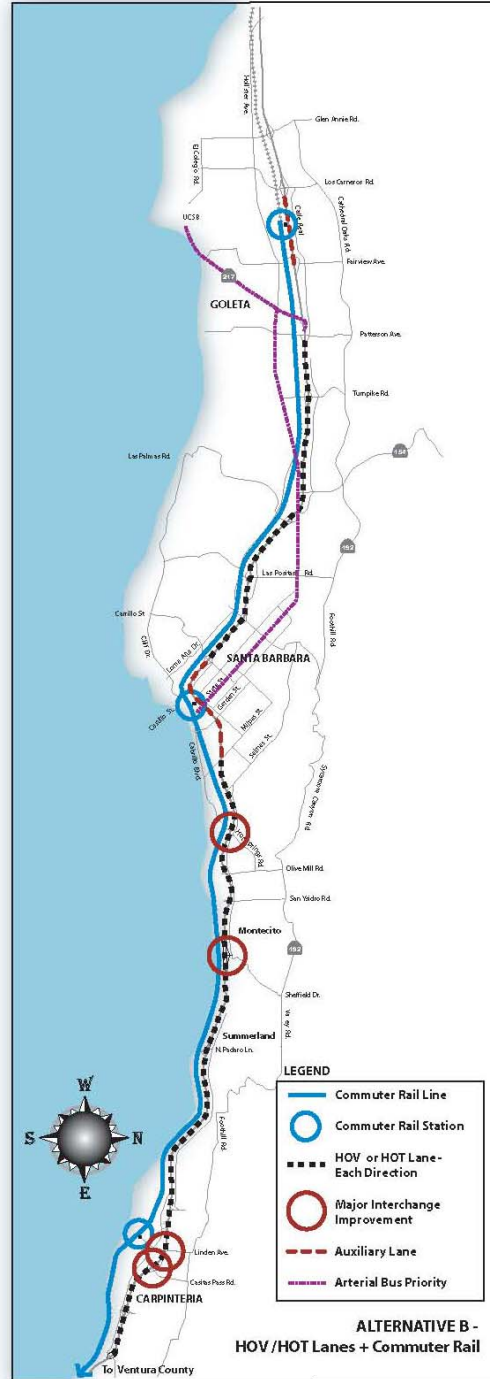 Hollister Ave.
Glen Annie Rd.
El Colegio Rd.
Los Carneros Rd.
Cathedral Oaks Rd.
Calle Real
UCSB
Fairview Ave.
217
GOLETA
Patterson Ave.
Turnpike Rd.
Las Palmas Rd.
154
192
Las Positas Rd.
Carrillo St.
Foothill Rd.
Cliff Dr.
Loma Alta Dr.
SANTA BARBARA
State St.
Garden St.
Castillo St.
Milpas St.
Salinas St.
Cabrillo Blvd.
Sycamore Canyon Rd.
Hot Springs Rd.
Olive Mill Rd.
San Ysidro Rd.
Montecito
192
Sheffield Dr.
Summerland
N. Padaro Ln.
Foothill Rd.
W
S
N
E
LEGEND
Commuter Rail Line
Commuter Rail Station
HOV or HOT Lane-
Each Direction
Major Interchange
Improvement
Auxiliary Lane
Arterial Bus Priority
Linden Ave.
Casitas Pass Rd.
CARPINTERIA
ALTERNATIVE B -
HOV/HOT Lanes + Commuter Rail
To Ventura County